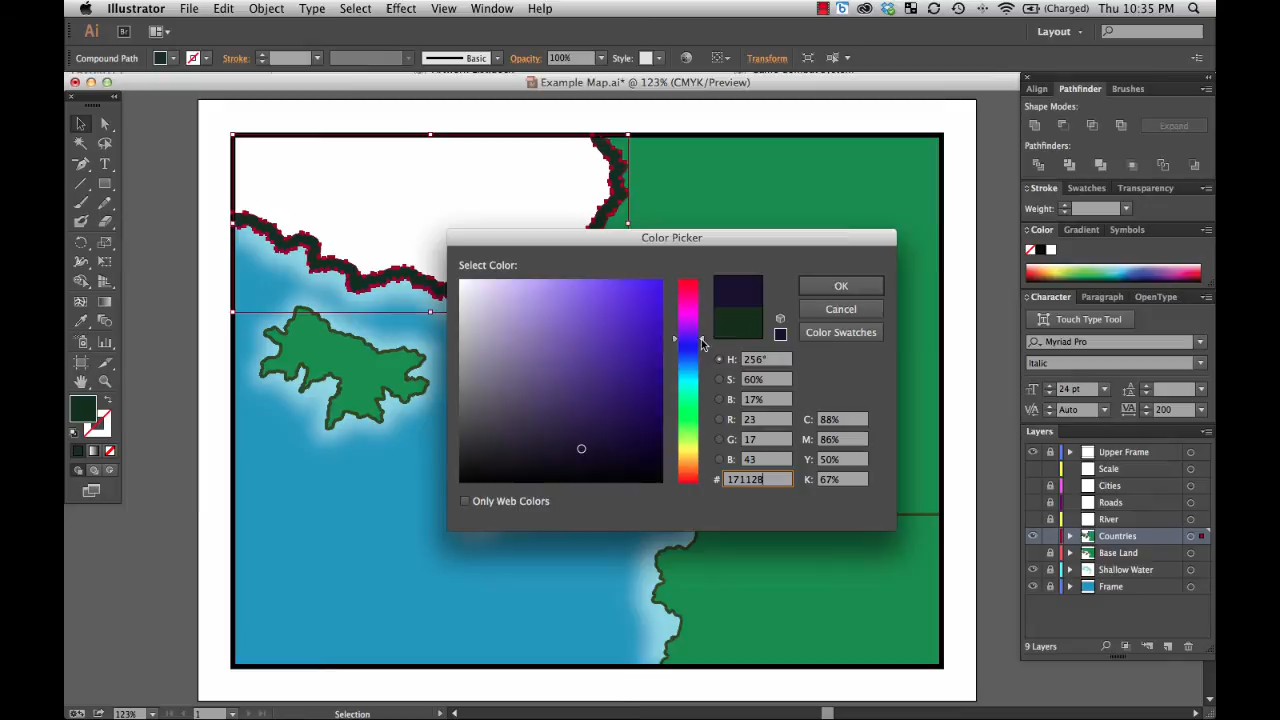 Illustrator File Edit Object Type Select Effect View Window Help (Charged) Thu 10:35 PM
Ai Br Layout
Compound Path Stroke: Basic Opacity: 100% Style: Transform
Example Map.ai* @ 123% (CMYK/Preview)
Align Pathfinder Brushes
Shape Modes:
Expand
Pathfinders:
Stroke Swatches Transparency
Weight:
Color Gradient Symbols
Character Paragraph OpenType
Touch Type Tool
Myriad Pro
Italic
24 pt
Auto 200
Layers
Upper Frame
Scale
Cities
Roads
River
Countries
Base Land
Shallow Water
Frame
9 Layers
Color Picker
Select Color:
OK
Cancel
Color Swatches
H: 256°
S: 60%
B: 17%
R: 23 C: 88%
G: 17 M: 86%
B: 43 Y: 50%
# 17112B K: 67%
Only Web Colors
123% 1 Selection